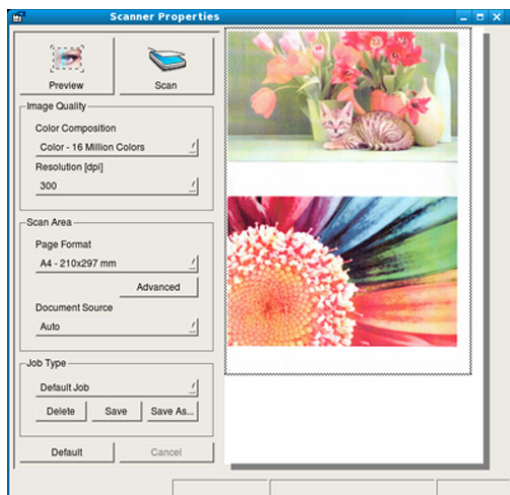 Scanner Properties
Preview
Scan
Image Quality
Color Composition
Color - 16 Million Colors
Resolution [dpi]
300
Scan Area
Page Format
A4 - 210x297 mm
Advanced
Document Source
Auto
Job Type
Default Job
Delete
Save
Save As...
Default
Cancel